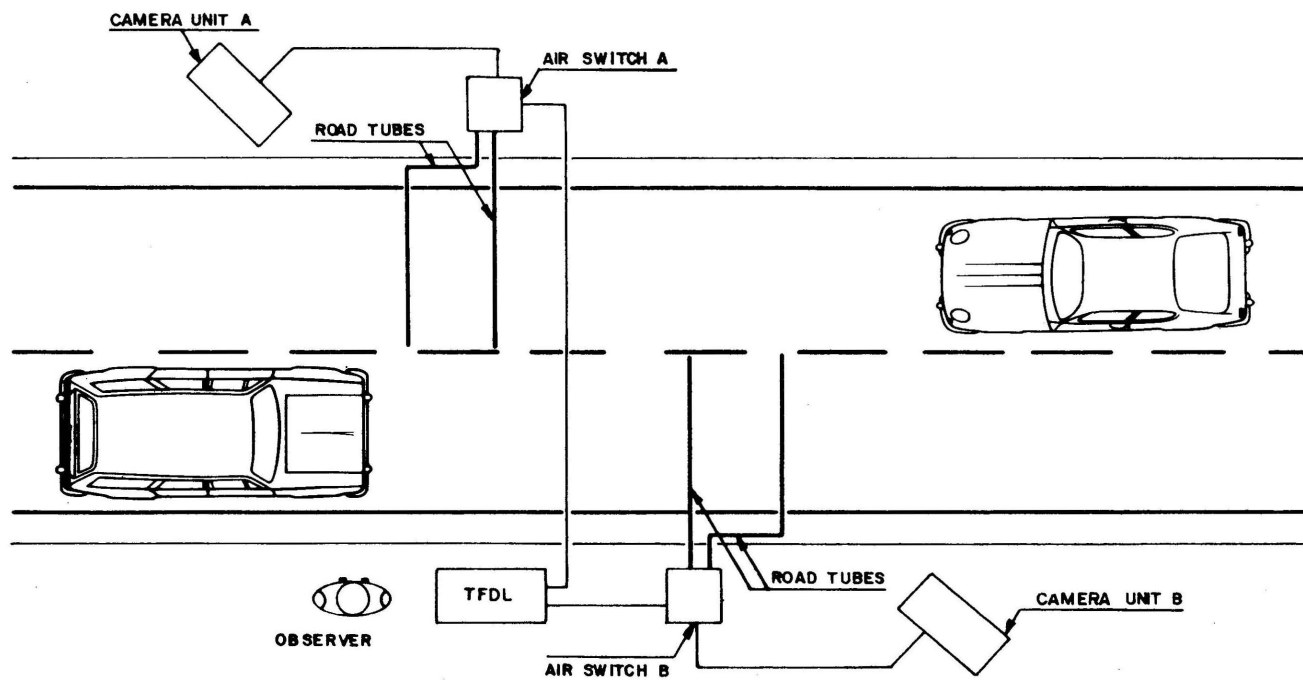 CAMERA UNIT A
AIR SWITCH A
ROAD TUBES
TFDL
ROAD TUBES
CAMERA UNIT B
OBSERVER
AIR SWITCH B